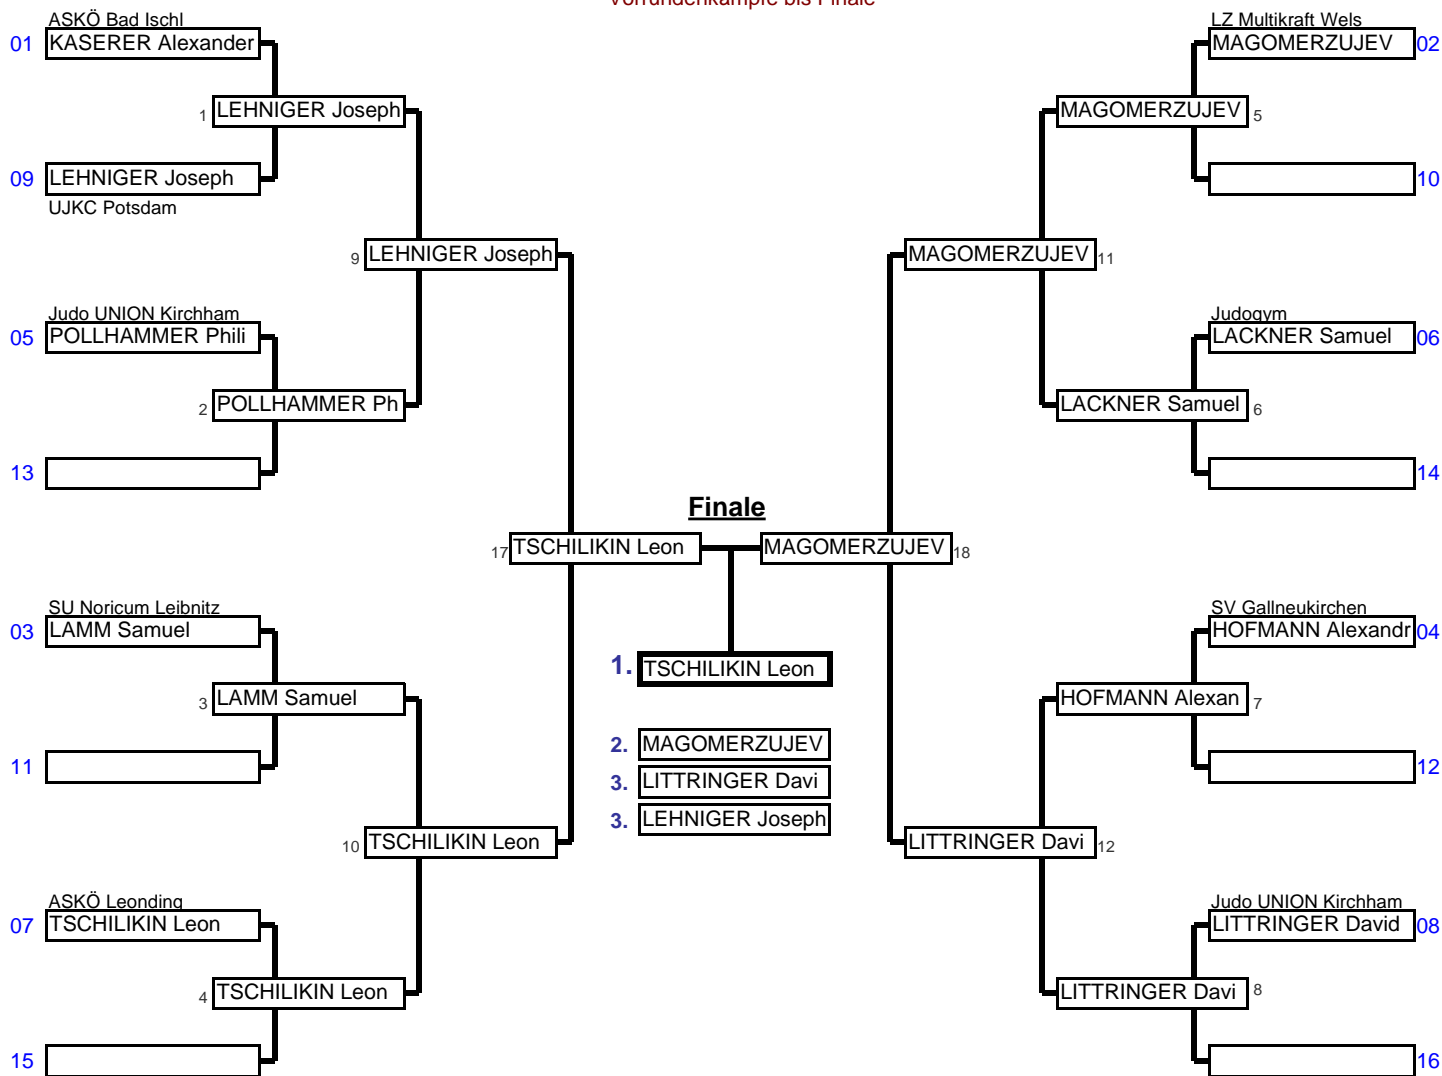 Vorrundenkämpfe bis Finale
ASKÖ Bad Ischl
01 KASERER Alexander
1 LEHNIGER Joseph
09 LEHNIGER Joseph
UJKC Potsdam
9 LEHNIGER Joseph
Judo UNION Kirchham
05 POLLHAMMER Phili
2 POLLHAMMER Ph
13
17 TSCHILIKIN Leon
SU Noricum Leibnitz
03 LAMM Samuel
3 LAMM Samuel
11
10 TSCHILIKIN Leon
ASKÖ Leonding
07 TSCHILIKIN Leon
4 TSCHILIKIN Leon
15
Finale
1. TSCHILIKIN Leon
2. MAGOMERZUJEV
3. LITTRINGER Davi
3. LEHNIGER Joseph
LZ Multikraft Wels
MAGOMERZUJEV 02
MAGOMERZUJEV 5
10
MAGOMERZUJEV 11
Judogym
LACKNER Samuel 06
LACKNER Samuel 6
14
MAGOMERZUJEV 18
SV Gallneukirchen
HOFMANN Alexandr 04
HOFMANN Alexan 7
12
LITTRINGER Davi 12
Judo UNION Kirchham
LITTRINGER David 08
LITTRINGER Davi 8
16